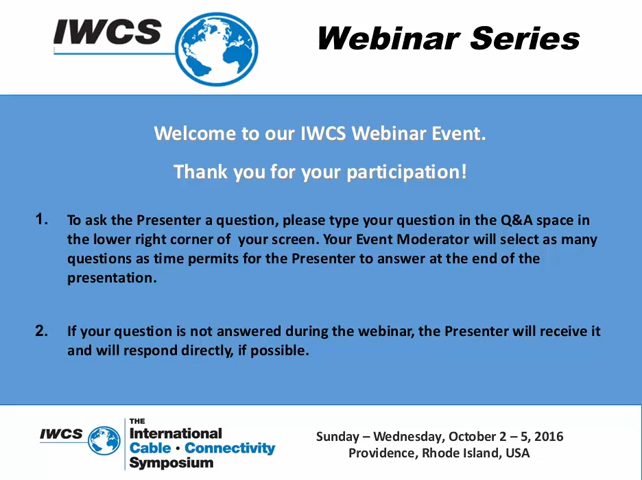 IWCS
Webinar Series
Welcome to our IWCS Webinar Event.
Thank you for your participation!
1. To ask the Presenter a question, please type your question in the Q&A space in
the lower right corner of your screen. Your Event Moderator will select as many
questions as time permits for the Presenter to answer at the end of the
presentation.
2. If your question is not answered during the webinar, the Presenter will receive it
and will respond directly, if possible.
IWCS
THE
International
Cable • Connectivity
Symposium
Sunday – Wednesday, October 2 – 5, 2016
Providence, Rhode Island, USA